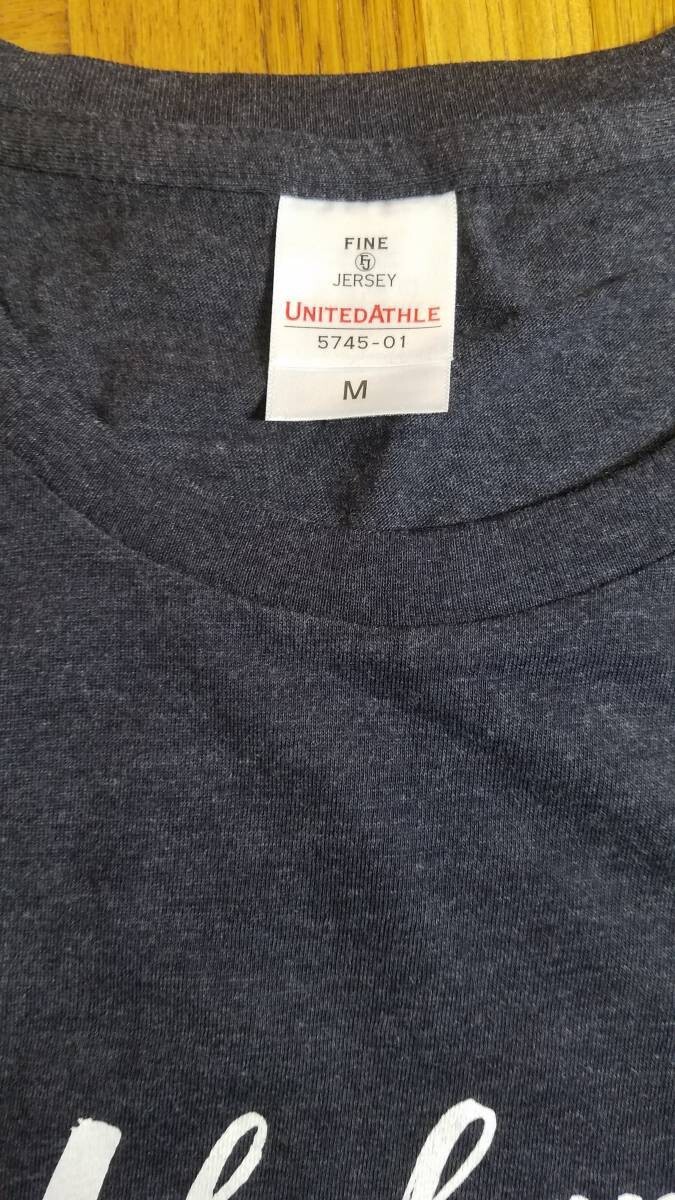 FINE
FJ
JERSEY
UNITEDATHLE
5745-01
M